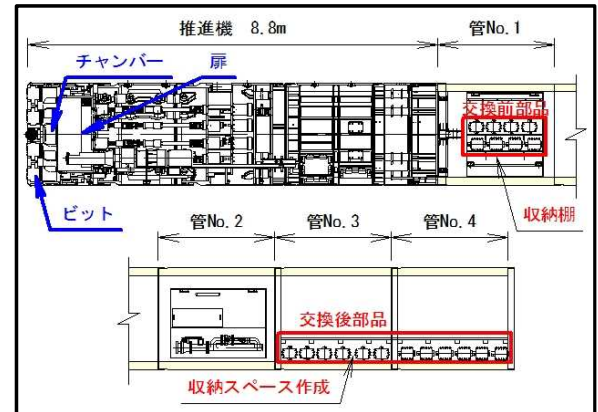 推進機 8.8m
管No.1
チャンバー
扉
交換前部品
ビット
収納棚
管No.2
管No.3
管No.4
交換後部品
収納スペース作成